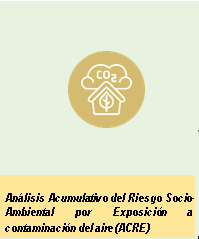 CO2
Análisis Acumulativo del Riesgo Socio-
Ambiental por Exposición a
contaminación del aire (ACRE)